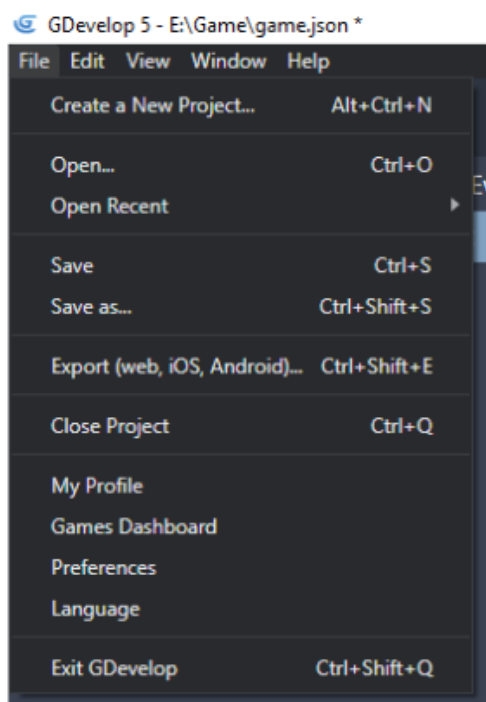 GDevelop 5 - E:\Game\game.json *
File Edit View Window Help
Create a New Project... Alt+Ctrl+N
Open... Ctrl+O
Open Recent
Save Ctrl+S
Save as... Ctrl+Shift+S
Export (web, iOS, Android)... Ctrl+Shift+E
Close Project Ctrl+Q
My Profile
Games Dashboard
Preferences
Language
Exit GDevelop Ctrl+Shift+Q